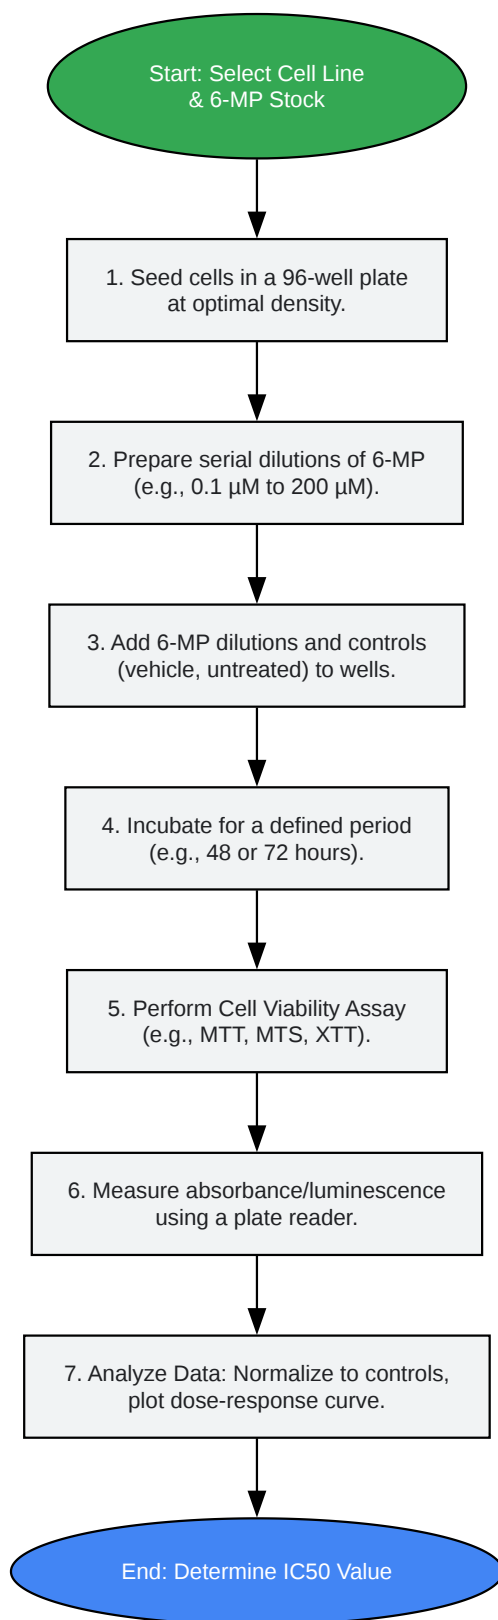 Start: Select Cell Line
& 6-MP Stock
1. Seed cells in a 96-well plate
at optimal density.
2. Prepare serial dilutions of 6-MP
(e.g., 0.1 µM to 200 µM).
3. Add 6-MP dilutions and controls
(vehicle, untreated) to wells.
4. Incubate for a defined period
(e.g., 48 or 72 hours).
5. Perform Cell Viability Assay
(e.g., MTT, MTS, XTT).
6. Measure absorbance/luminescence
using a plate reader.
7. Analyze Data: Normalize to controls,
plot dose-response curve.
End: Determine IC50 Value